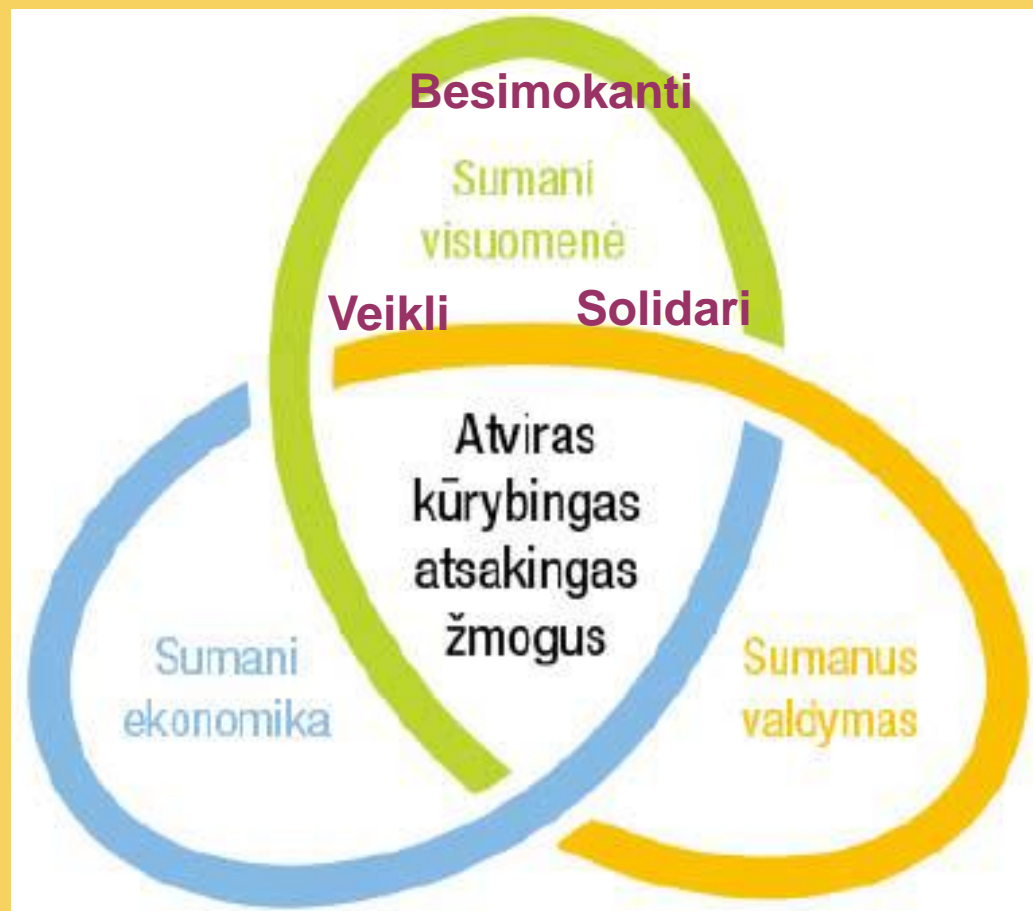 Besimokanti
Sumani
visuomenė
Veikli Solidari
Atviras
kūrybingas
atsakingas
žmogus
Sumani
ekonomika
Sumanus
valdymas